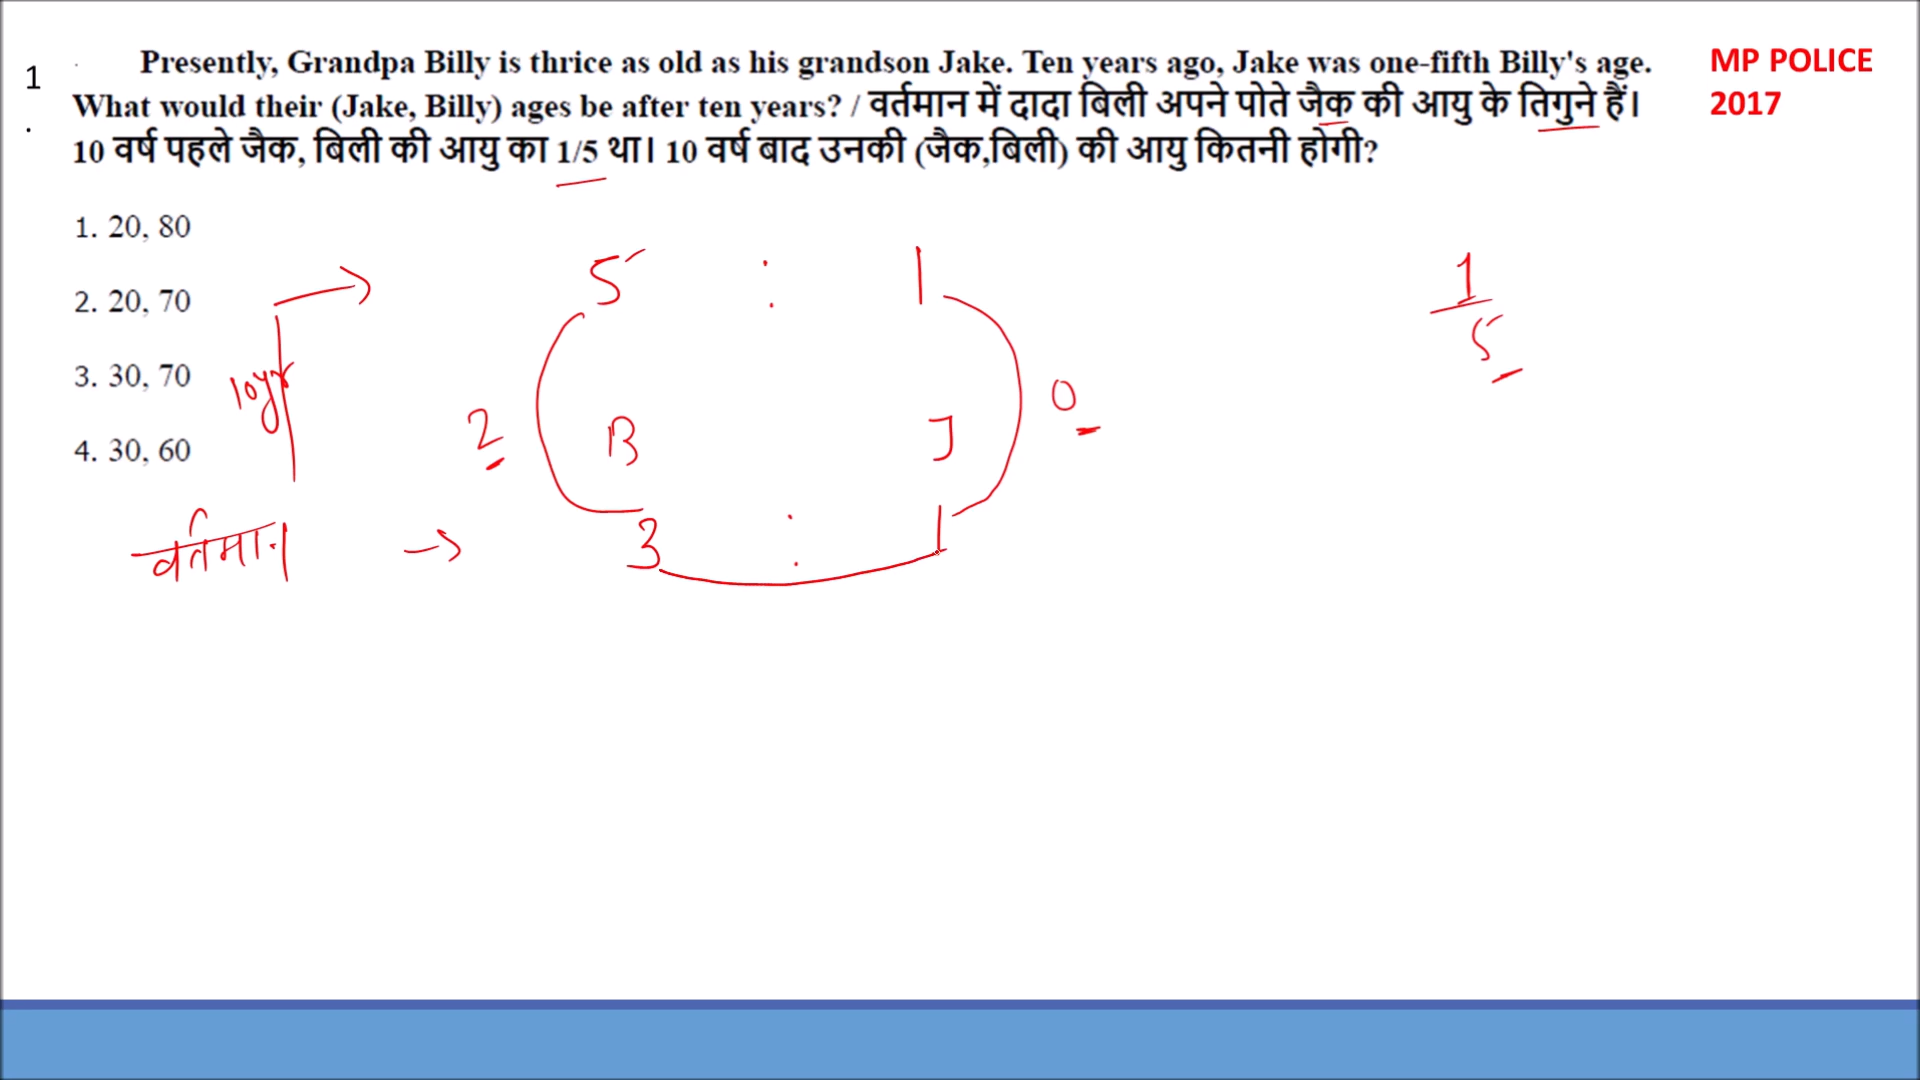 1
.
Presently, Grandpa Billy is thrice as old as his grandson Jake. Ten years ago, Jake was one-fifth Billy's age.
What would their (Jake, Billy) ages be after ten years? / वर्तमान में दादा बिली अपने पोते जैक की आयु के तिगुने हैं।
10 वर्ष पहले जैक, बिली की आयु का 1/5 था। 10 वर्ष बाद उनकी (जैक,बिली) की आयु कितनी होगी?
MP POLICE
2017
1. 20, 80
2. 20, 70
3. 30, 70
4. 30, 60
5 : 1
1
5
10yr
2
0
B J
वर्तमान → 3 : 1